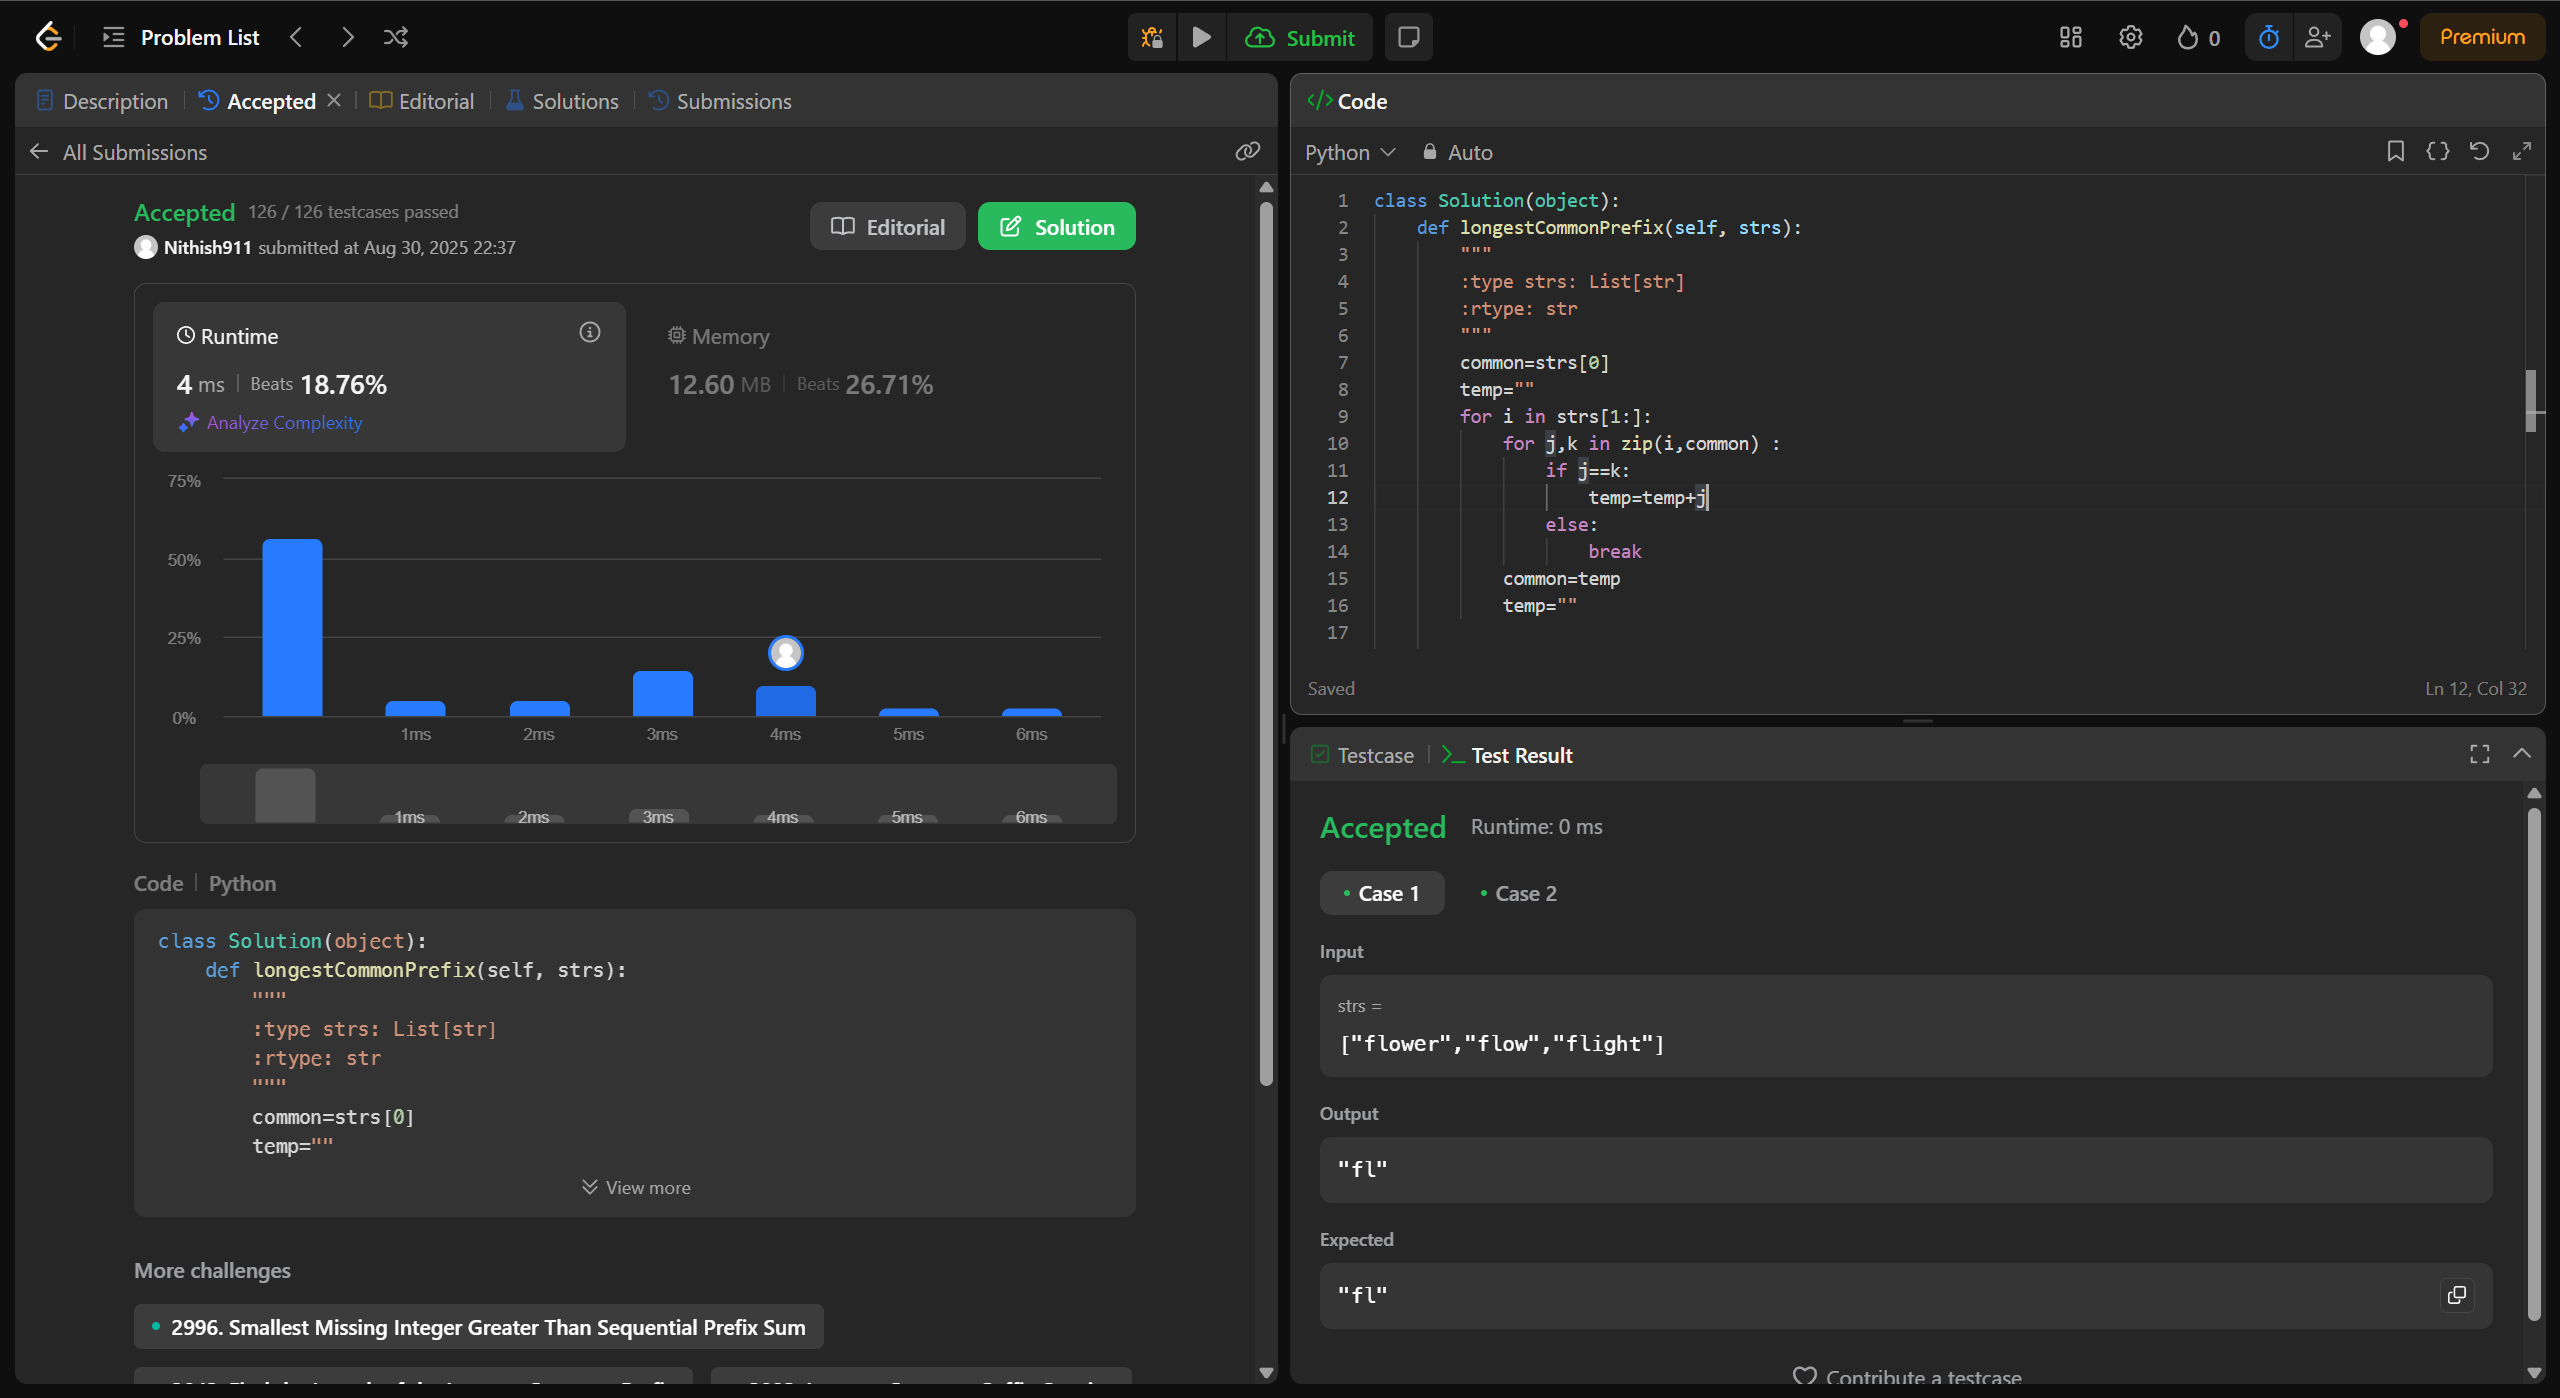 Problem List
Submit
0
Premium
Description
Accepted
Editorial
Solutions
Submissions
All Submissions
Accepted 126 / 126 testcases passed
Nithish911 submitted at Aug 30, 2025 22:37
Editorial
Solution
Runtime
4 ms | Beats 18.76%
Analyze Complexity
Memory
12.60 MB | Beats 26.71%
75%
50%
25%
0%
1ms 2ms 3ms 4ms 5ms 6ms
1ms 2ms 3ms 4ms 5ms 6ms
Code | Python
class Solution(object):
def longestCommonPrefix(self, strs):
"""
:type strs: List[str]
:rtype: str
"""
common=strs[0]
temp=""
View more
More challenges
2996. Smallest Missing Integer Greater Than Sequential Prefix Sum
</> Code
Python
Auto
1 class Solution(object):
2 def longestCommonPrefix(self, strs):
3 """
4 :type strs: List[str]
5 :rtype: str
6 """
7 common=strs[0]
8 temp=""
9 for i in strs[1:]:
10 for j,k in zip(i,common) :
11 if j==k:
12 temp=temp+j
13 else:
14 break
15 common=temp
16 temp=""
17
Saved
Ln 12, Col 32
Testcase
Test Result
Accepted Runtime: 0 ms
Case 1
Case 2
Input
strs =
["flower","flow","flight"]
Output
"fl"
Expected
"fl"
Contribute a testcase